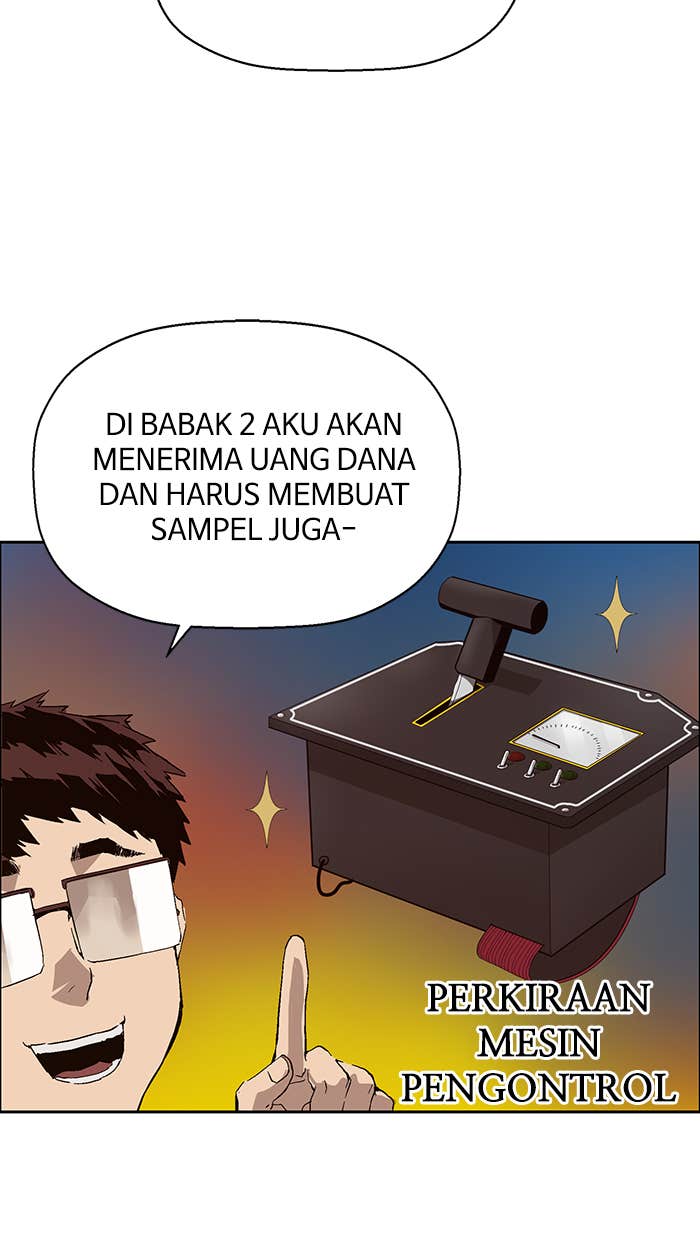 DI BABAK 2 AKU AKAN
MENERIMA UANG DANA
DAN HARUS MEMBUAT
SAMPEL JUGA-
PERKIRAAN
MESIN
PENGONTROL